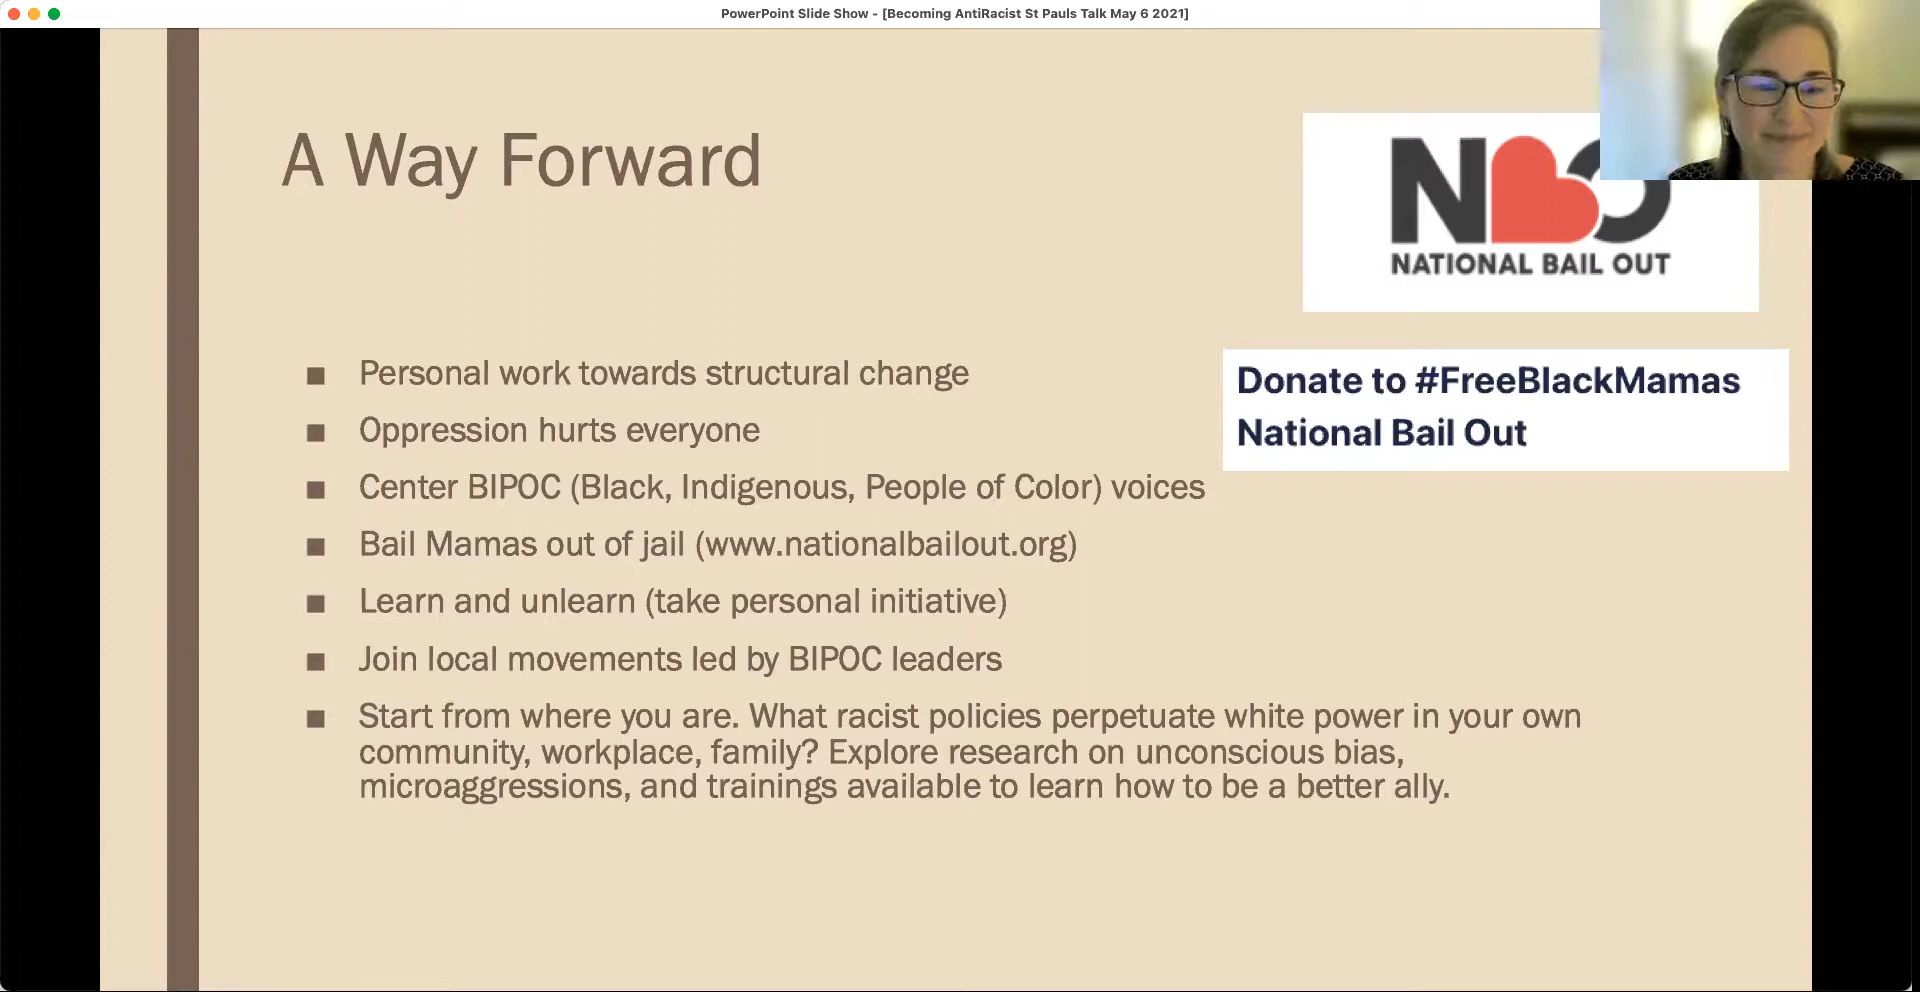 PowerPoint Slide Show - [Becoming AntiRacist St Pauls Talk May 6 2021]
A Way Forward
NBO
NATIONAL BAIL OUT
Donate to #FreeBlackMamas
National Bail Out
■ Personal work towards structural change
■ Oppression hurts everyone
■ Center BIPOC (Black, Indigenous, People of Color) voices
■ Bail Mamas out of jail (www.nationalbailout.org)
■ Learn and unlearn (take personal initiative)
■ Join local movements led by BIPOC leaders
■ Start from where you are. What racist policies perpetuate white power in your own
community, workplace, family? Explore research on unconscious bias,
microaggressions, and trainings available to learn how to be a better ally.